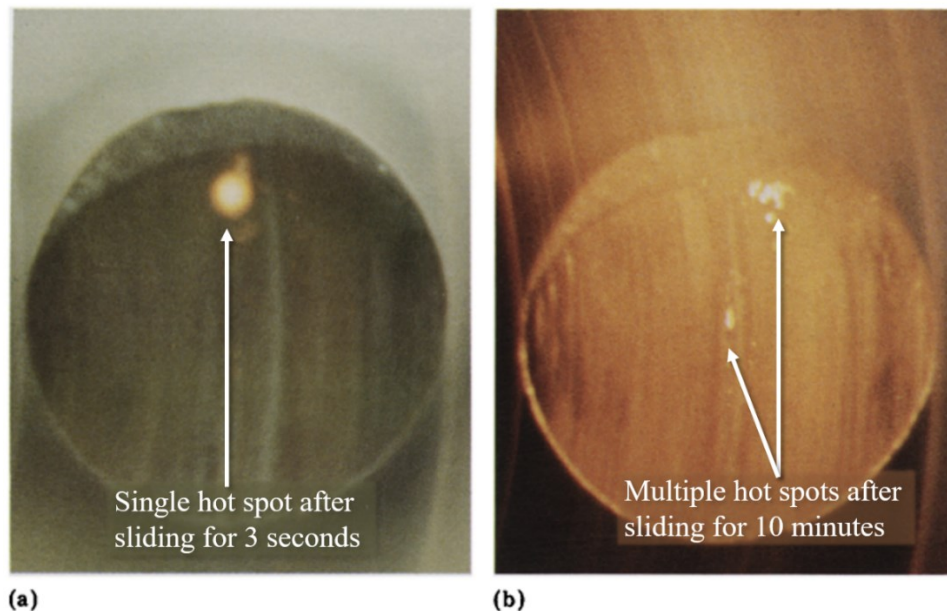 Single hot spot after
sliding for 3 seconds
Multiple hot spots after
sliding for 10 minutes
(a)
(b)